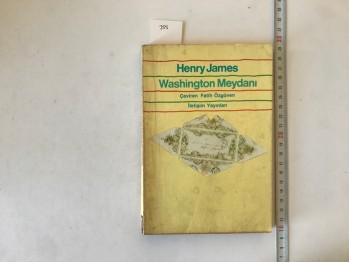 Henry James
Washington Meydanı
Çeviren Fatih Özgüven
İletişim Yayınları